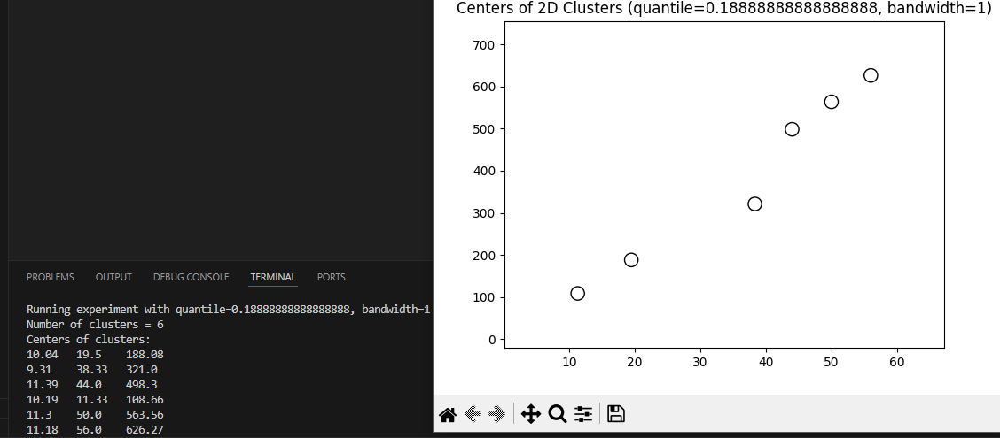 Centers of 2D Clusters (quantile=0.18888888888888888, bandwidth=1)
700
600
500
400
300
200
100
0
10 20 30 40 50 60
PROBLEMS OUTPUT DEBUG CONSOLE TERMINAL PORTS
Running experiment with quantile=0.18888888888888888, bandwidth=1
Number of clusters = 6
Centers of clusters:
10.04 19.5 188.08
9.31 38.33 321.0
11.39 44.0 498.3
10.19 11.33 108.66
11.3 50.0 563.56
11.18 56.0 626.27